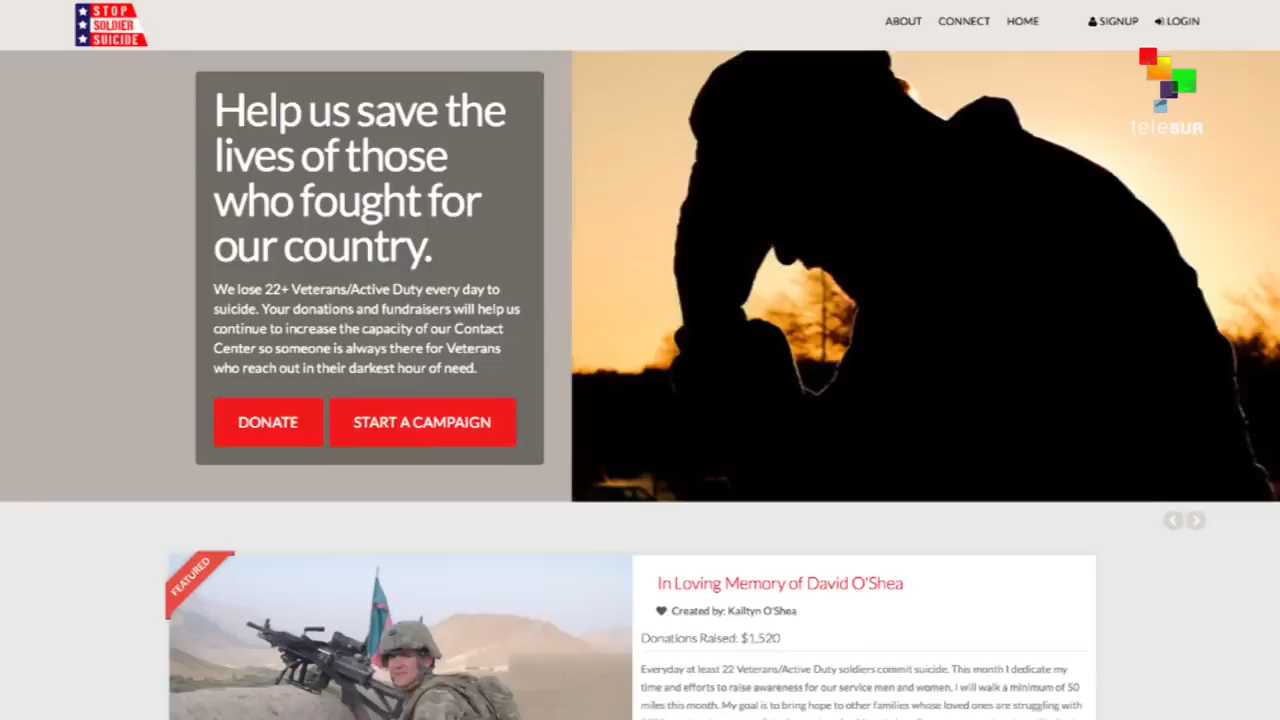 STOP
SOLDIER
SUICIDE
ABOUT
CONNECT
HOME
SIGNUP
LOGIN
teleSUR
Help us save the
lives of those
who fought for
our country.
We lose 22+ Veterans/Active Duty every day to
suicide. Your donations and fundraisers will help us
continue to increase the capacity of our Contact
Center so someone is always there for Veterans
who reach out in their darkest hour of need.
DONATE
START A CAMPAIGN
FEATURED
In Loving Memory of David O'Shea
Created by: Kailtyn O'Shea
Donations Raised: $1,520
Everyday at least 22 Veterans/Active Duty soldiers commit suicide. This month I dedicate my
time and efforts to raise awareness for our service men and women. I will walk a minimum of 50
miles this month. My goal is to bring hope to other families whose loved ones are struggling with